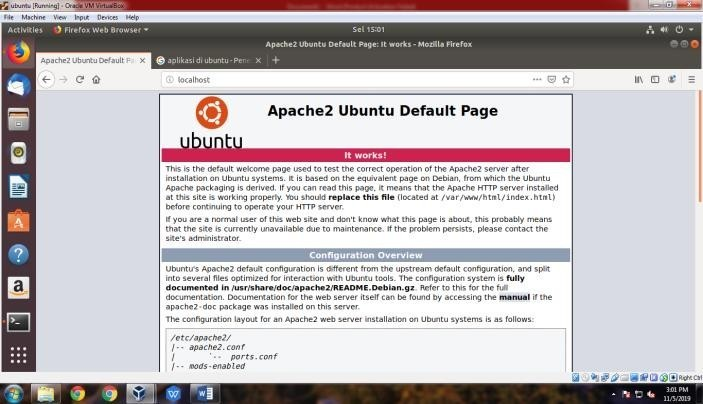 ubuntu [Running] - Oracle VM VirtualBox
File Machine View Input Devices Help
Activities Firefox Web Browser Sel 15:01
Apache2 Ubuntu Default Page: It works - Mozilla Firefox
Apache2 Ubuntu Default Pa
aplikasi di ubuntu - Pene
localhost
Apache2 Ubuntu Default Page
ubuntu
It works!
This is the default welcome page used to test the correct operation of the Apache2 server after
installation on Ubuntu systems. It is based on the equivalent page on Debian, from which the Ubuntu
Apache packaging is derived. If you can read this page, it means that the Apache HTTP server installed
at this site is working properly. You should replace this file (located at /var/www/html/index.html)
before continuing to operate your HTTP server.
If you are a normal user of this web site and don't know what this page is about, this probably means
that the site is currently unavailable due to maintenance. If the problem persists, please contact the
site's administrator.
Configuration Overview
Ubuntu's Apache2 default configuration is different from the upstream default configuration, and split
into several files optimized for interaction with Ubuntu tools. The configuration system is fully
documented in /usr/share/doc/apache2/README.Debian.gz. Refer to this for the full
documentation. Documentation for the web server itself can be found by accessing the manual if the
apache2-doc package was installed on this server.
The configuration layout for an Apache2 web server installation on Ubuntu systems is as follows:
/etc/apache2/
|-- apache2.conf
| `-- ports.conf
|-- mods-enabled
Right Ctrl
3:01 PM
11/5/2019